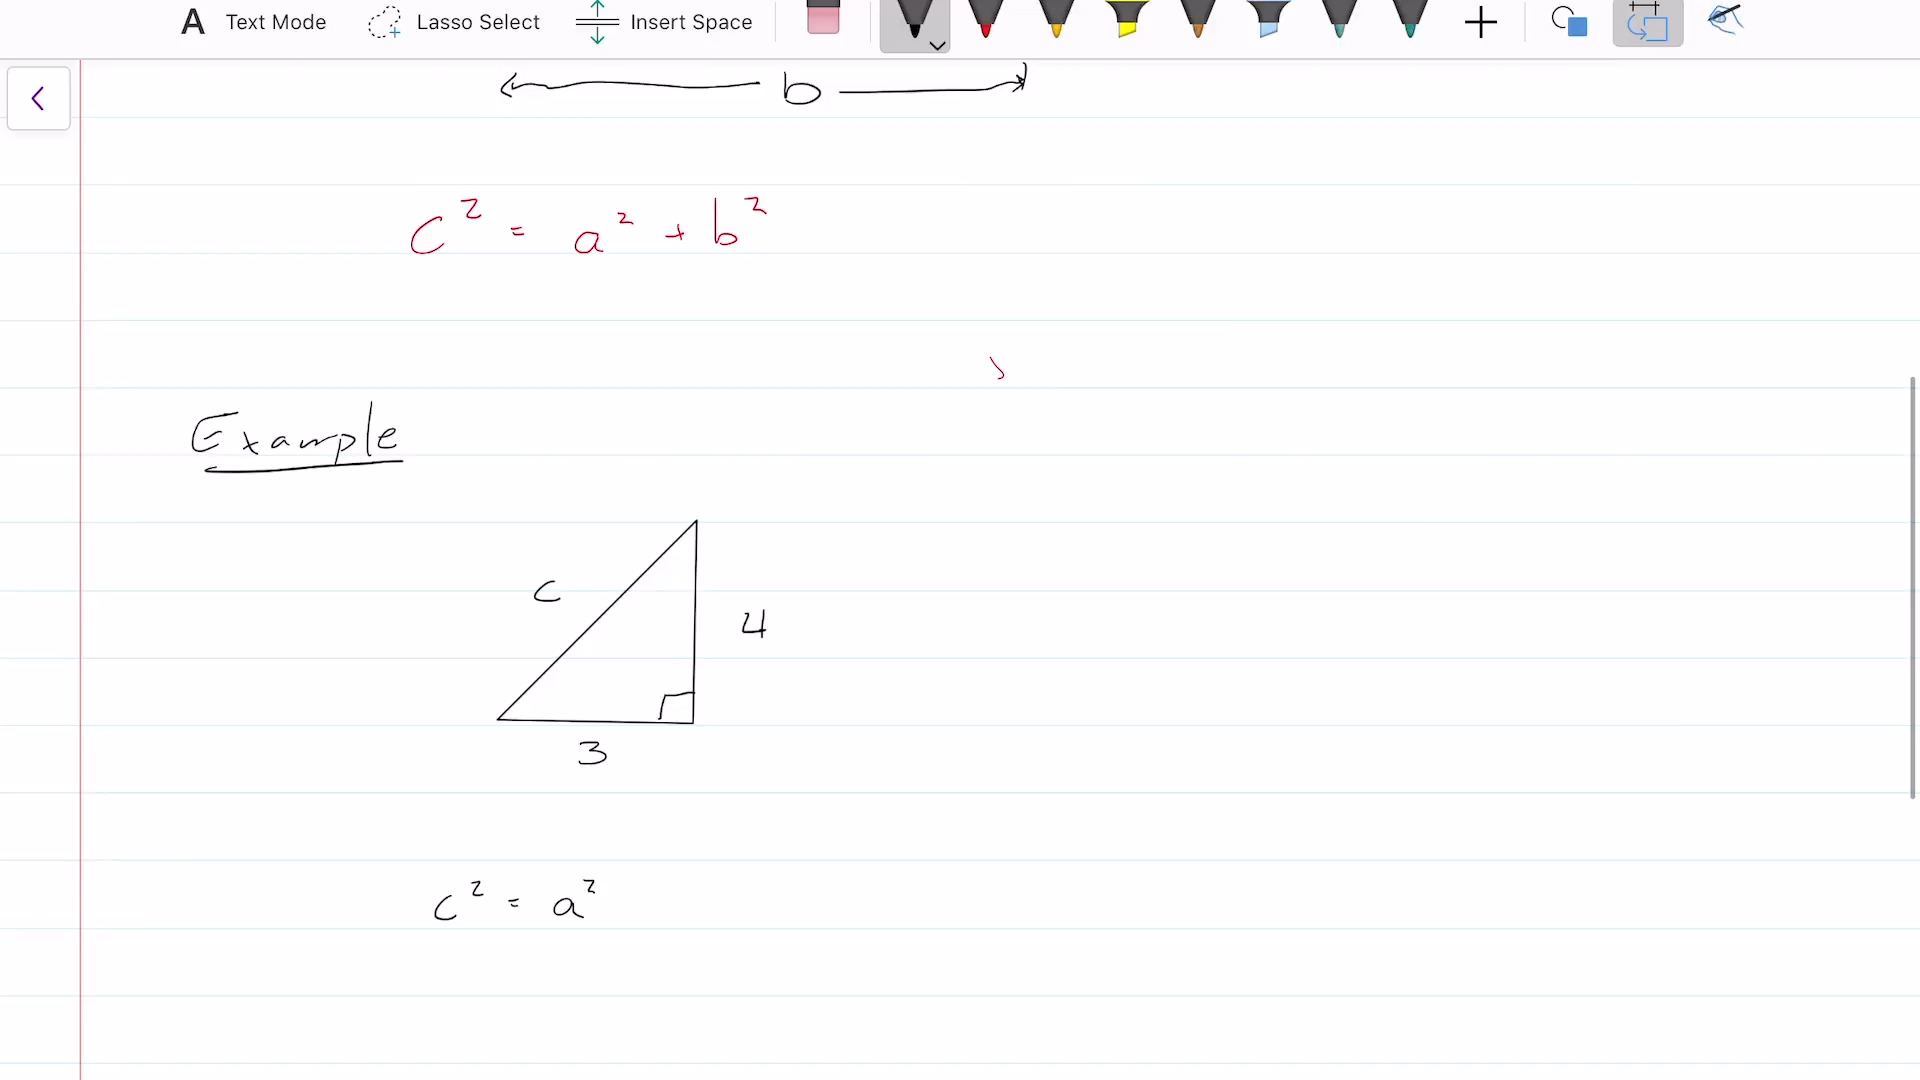 A Text Mode Lasso Select Insert Space
b
c² = a² + b²
Example
c
4
3
c² = a²